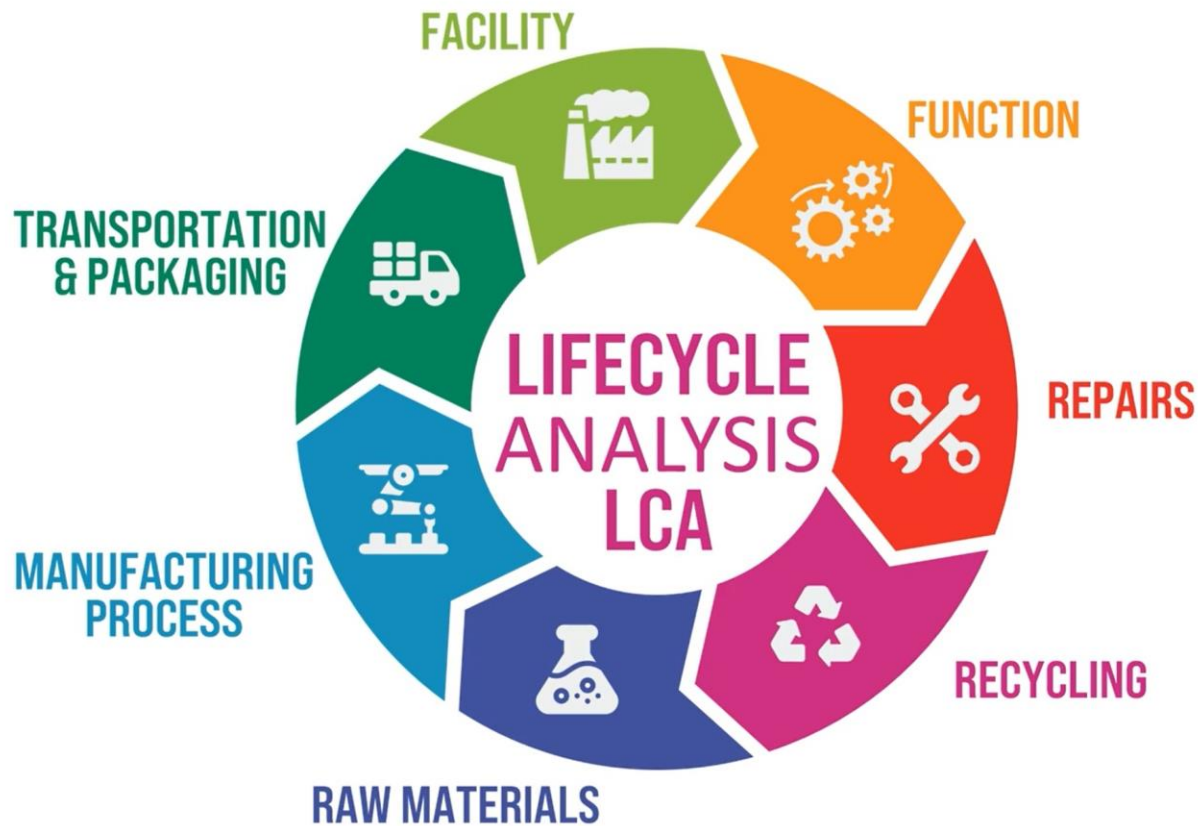 FACILITY
FUNCTION
TRANSPORTATION
& PACKAGING
LIFECYCLE
ANALYSIS
LCA
REPAIRS
MANUFACTURING
PROCESS
RECYCLING
RAW MATERIALS